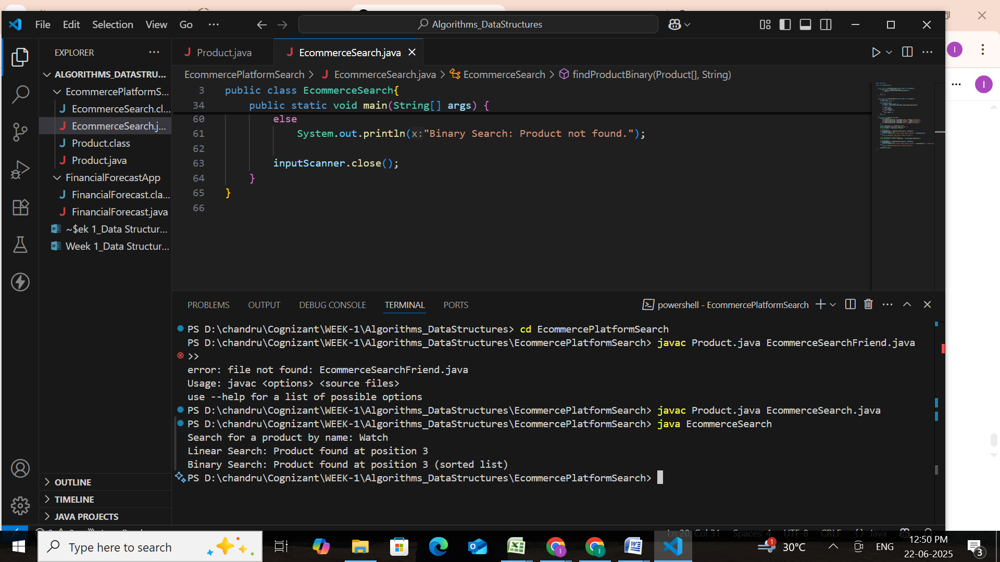 File Edit Selection View Go ··· Algorithms_DataStructures
EXPLORER
Product.java EcommerceSearch.java
ALGORITHMS_DATASTRU...
EcommercePlatformS...
EcommerceSearch.cl...
EcommerceSearch.j...
Product.class
Product.java
FinancialForecastApp
FinancialForecast.cla...
FinancialForecast.java
~$ek 1_Data Structur...
Week 1_Data Structur...
OUTLINE
TIMELINE
JAVA PROJECTS
EcommercePlatformSearch > EcommerceSearch.java > EcommerceSearch > findProductBinary(Product[], String)
3 public class EcommerceSearch{
34 public static void main(String[] args) {
60 else
61 System.out.println(x:"Binary Search: Product not found.");
62
63 inputScanner.close();
64 }
65 }
66
PROBLEMS OUTPUT DEBUG CONSOLE TERMINAL PORTS powershell - EcommercePlatformSearch
PS D:\chandru\Cognizant\WEEK-1\Algorithms_DataStructures> cd EcommercePlatformSearch
PS D:\chandru\Cognizant\WEEK-1\Algorithms_DataStructures\EcommercePlatformSearch> javac Product.java EcommerceSearchFriend.java
>>
error: file not found: EcommerceSearchFriend.java
Usage: javac <options> <source files>
use --help for a list of possible options
PS D:\chandru\Cognizant\WEEK-1\Algorithms_DataStructures\EcommercePlatformSearch> javac Product.java EcommerceSearch.java
PS D:\chandru\Cognizant\WEEK-1\Algorithms_DataStructures\EcommercePlatformSearch> java EcommerceSearch
Search for a product by name: Watch
Linear Search: Product found at position 3
Binary Search: Product found at position 3 (sorted list)
PS D:\chandru\Cognizant\WEEK-1\Algorithms_DataStructures\EcommercePlatformSearch>
Ln 20, Col 31 Spaces: 4 UTF-8 CRLF {} Java
Type here to search
1 30°C ENG
12:50 PM
22-06-2025
3
I
I